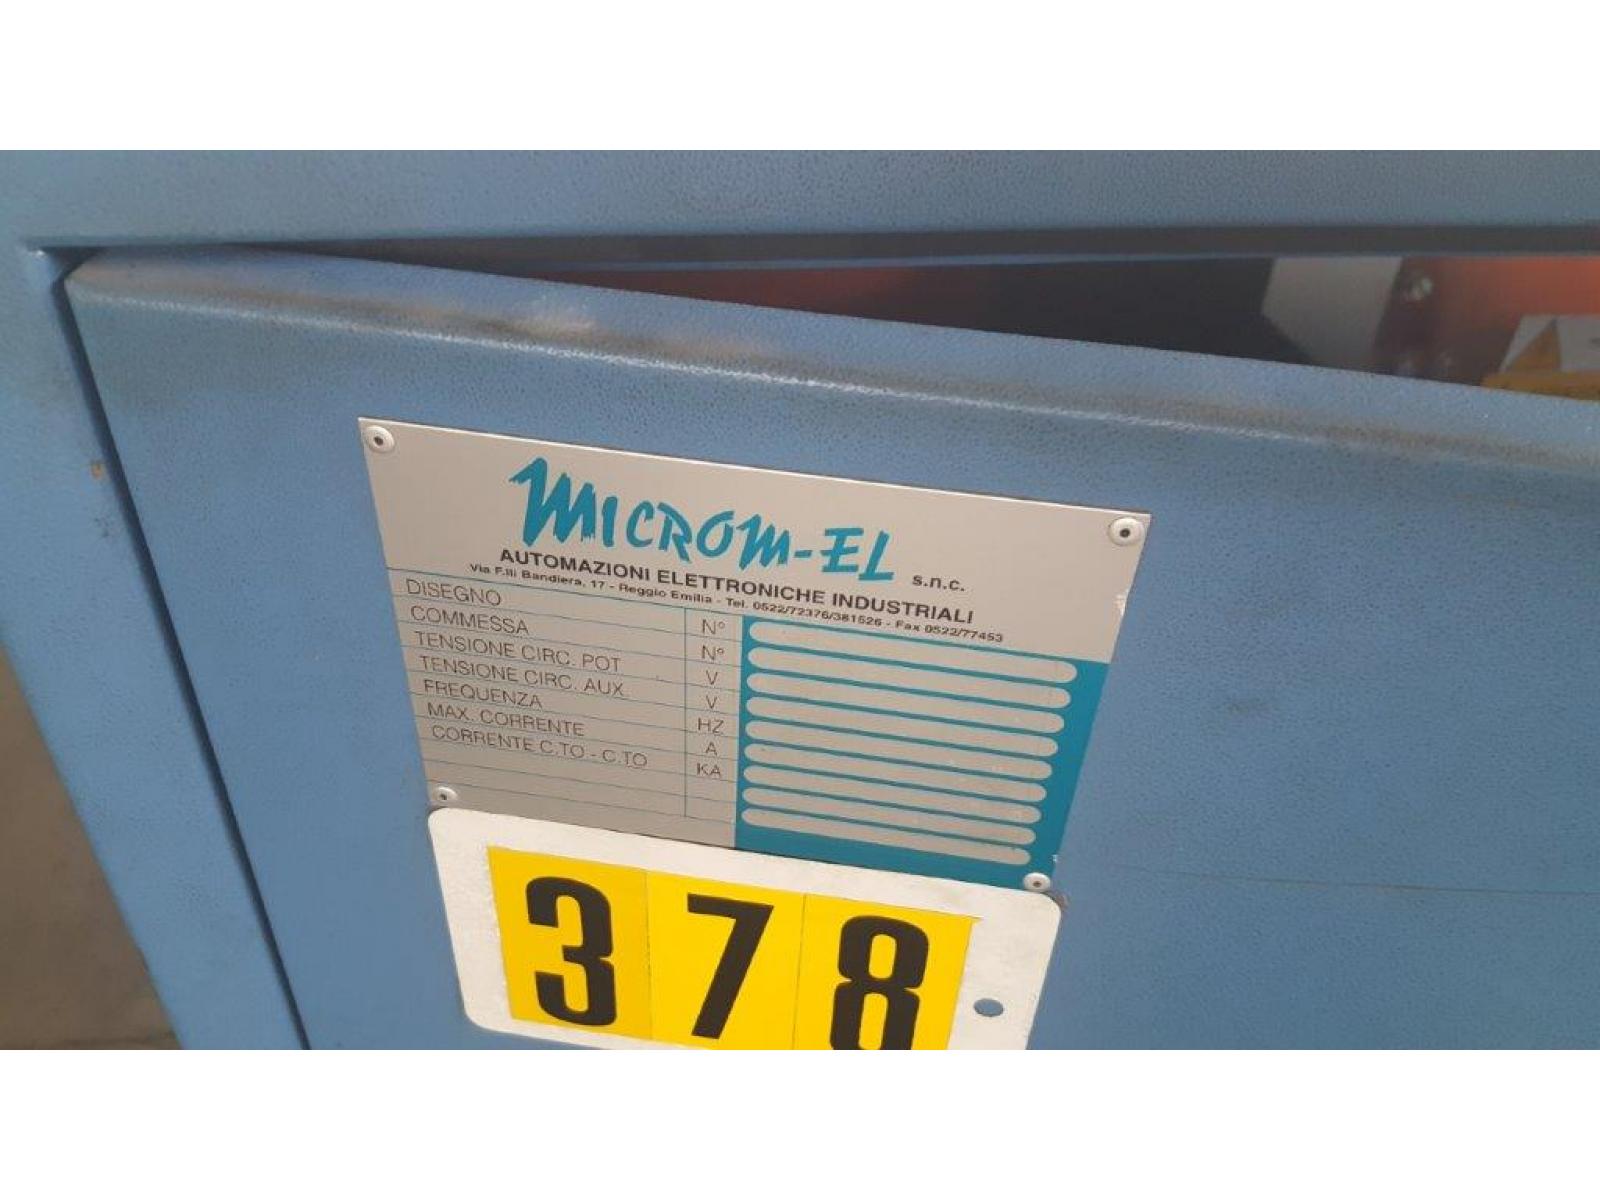 MICROM-EL s.n.c.
AUTOMAZIONI ELETTRONICHE INDUSTRIALI
Via F.lli Bandiera, 17 - Reggio Emilia - Tel. 0522/72376/381526 - Fax 0522/77453
DISEGNO N°
COMMESSA N°
TENSIONE CIRC. POT V
TENSIONE CIRC. AUX V
FREQUENZA HZ
MAX. CORRENTE A
CORRENTE C.TO - C.TO KA
378